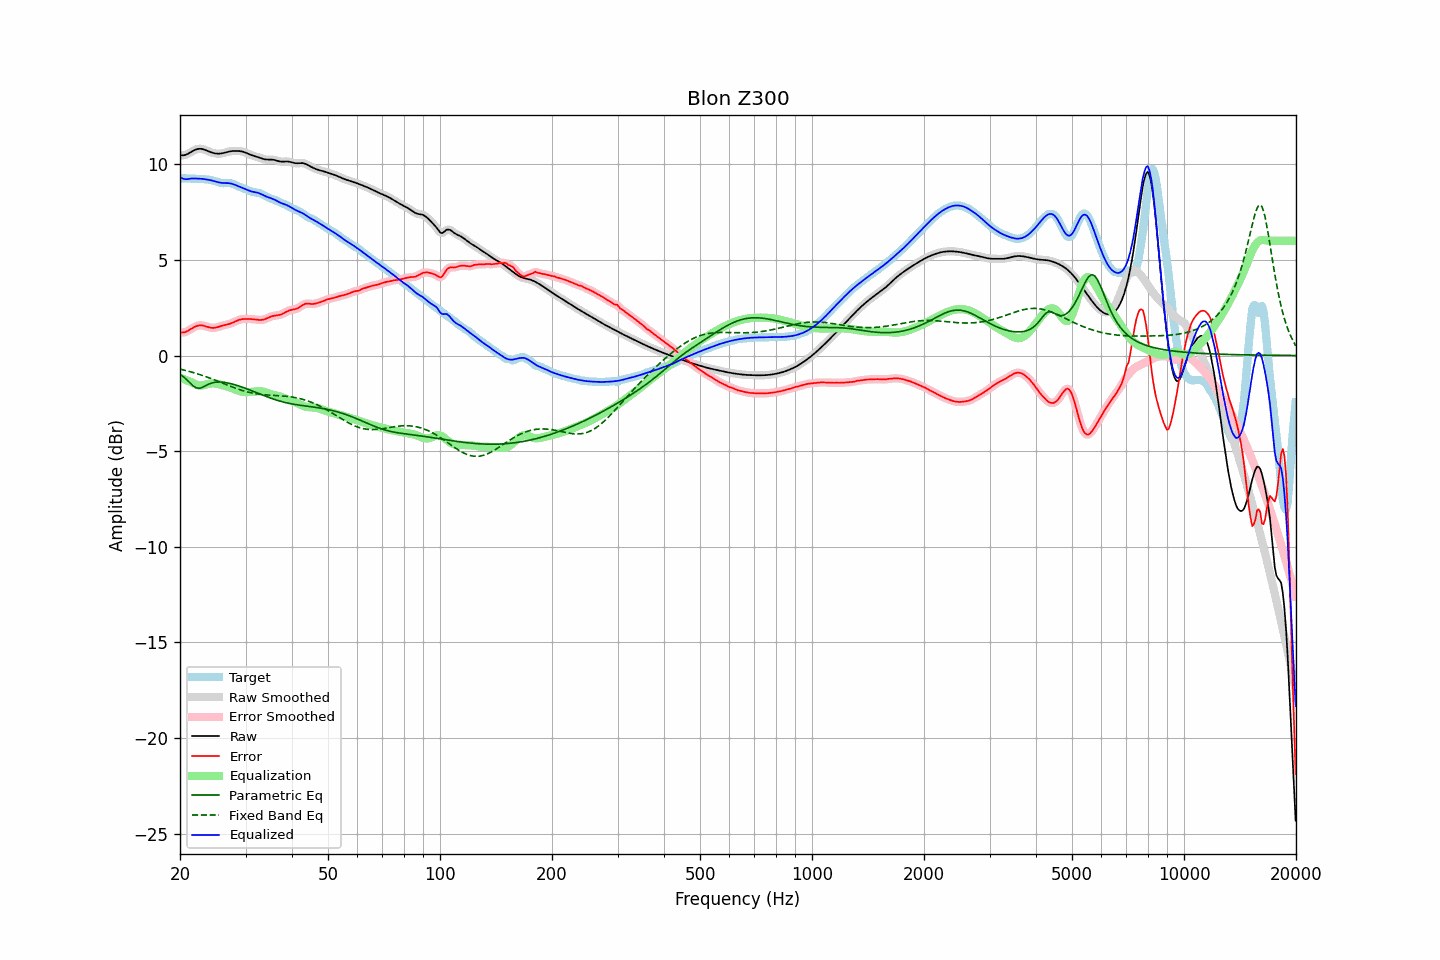 Blon Z300
Amplitude (dBr)
10
5
0
−5
−10
−15
−20
−25
Target
Raw Smoothed
Error Smoothed
Raw
Error
Equalization
Parametric Eq
Fixed Band Eq
Equalized
20 50 100 200 500 1000 2000 5000 10000 20000
Frequency (Hz)